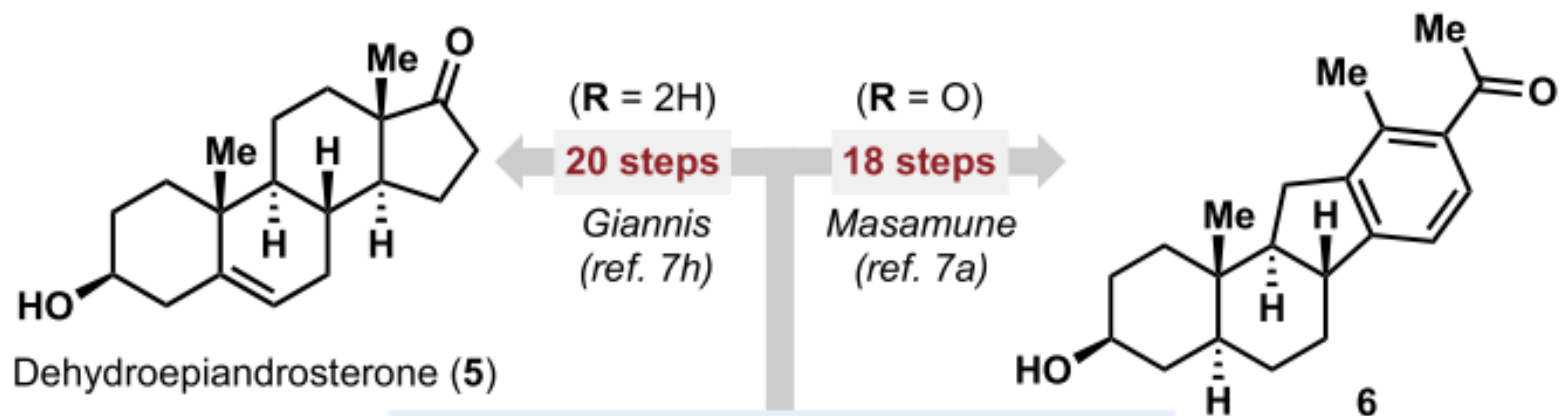 Me
O
Me
H
H
H
HO
Dehydroepiandrosterone (5)
(R = 2H)
20 steps
Giannis
(ref. 7h)
(R = O)
18 steps
Masamune
(ref. 7a)
Me
Me
O
Me
H
H
HO
H
6